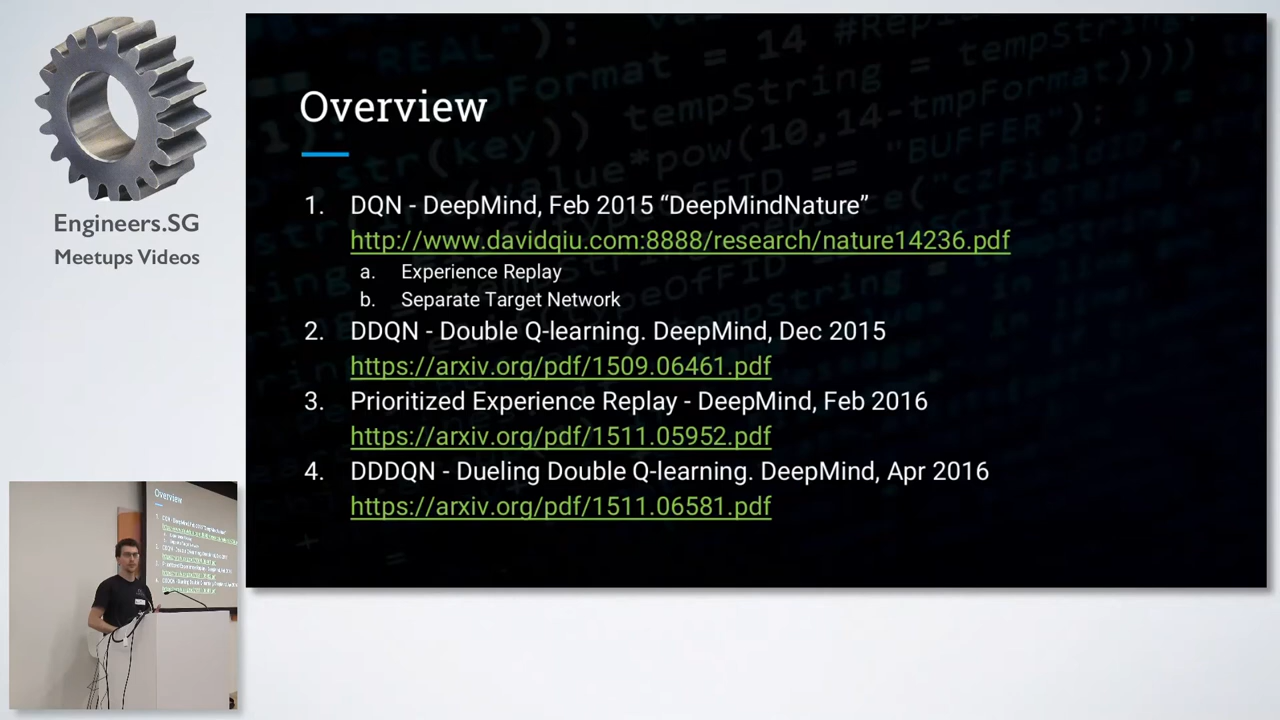 Engineers.SG
Meetups Videos
Overview
1. DQN - DeepMind, Feb 2015 “DeepMindNature”
http://www.davidqiu.com:8888/research/nature14236.pdf
a. Experience Replay
b. Separate Target Network
2. DDQN - Double Q-learning. DeepMind, Dec 2015
https://arxiv.org/pdf/1509.06461.pdf
3. Prioritized Experience Replay - DeepMind, Feb 2016
https://arxiv.org/pdf/1511.05952.pdf
4. DDDQN - Dueling Double Q-learning. DeepMind, Apr 2016
https://arxiv.org/pdf/1511.06581.pdf
Overview